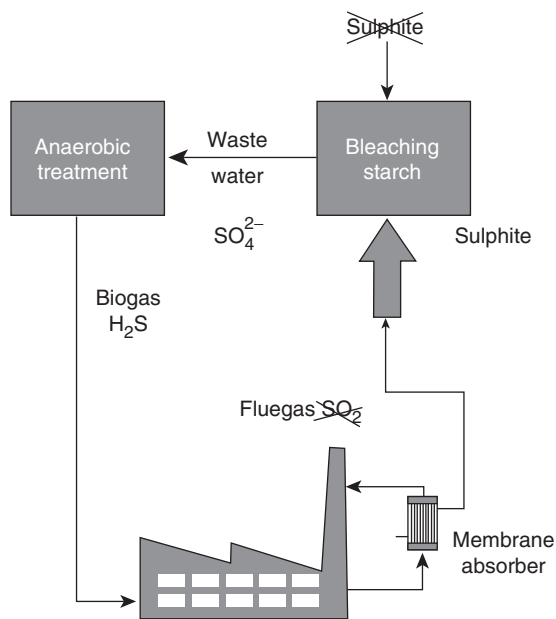 Sulphite
Anaerobic
treatment
Waste
water
Bleaching
starch
SO₄²⁻
Sulphite
Biogas
H₂S
Fluegas SO₂
Membrane
absorber